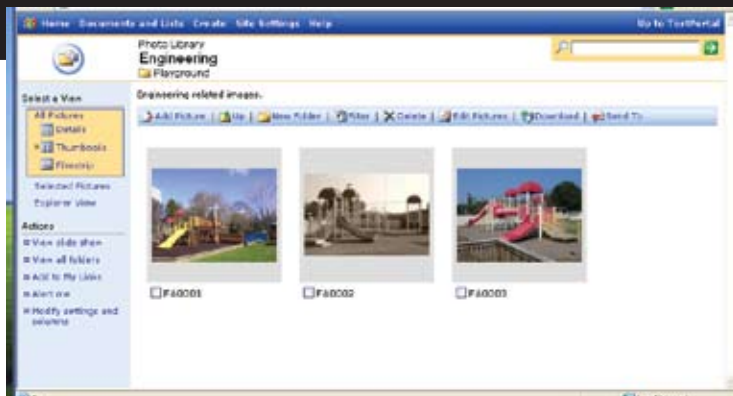 Home Documents and Lists Create Site Settings Help
Up to TestPortal
Photo Library
Engineering
Playground
Select a View
Engineering related images.
All Pictures
Add Picture | Up | New Folder | Filter | Delete | Edit Pictures | Download | Send To
Details
Thumbnails
Filmstrip
Selected Pictures
Explorer View
Actions
View slide show
View all folders
Add to My Links
Alert me
Modify settings and
columns
FA0001
FA0002
FA0003